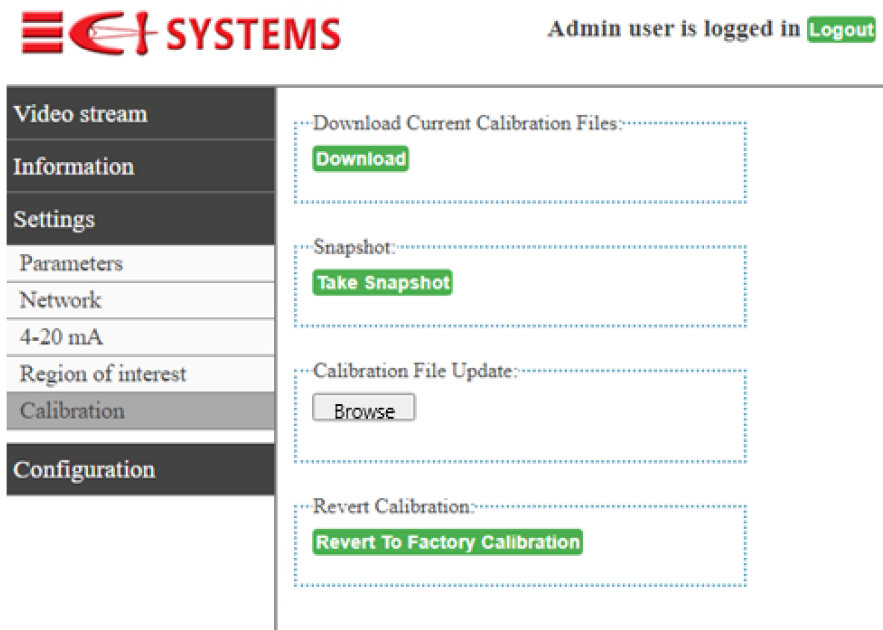 ECI SYSTEMS
Admin user is logged in Logout
Video stream
Information
Settings
Parameters
Network
4-20 mA
Region of interest
Calibration
Configuration
Download Current Calibration Files:
Download
Snapshot:
Take Snapshot
Calibration File Update:
Browse
Revert Calibration:
Revert To Factory Calibration